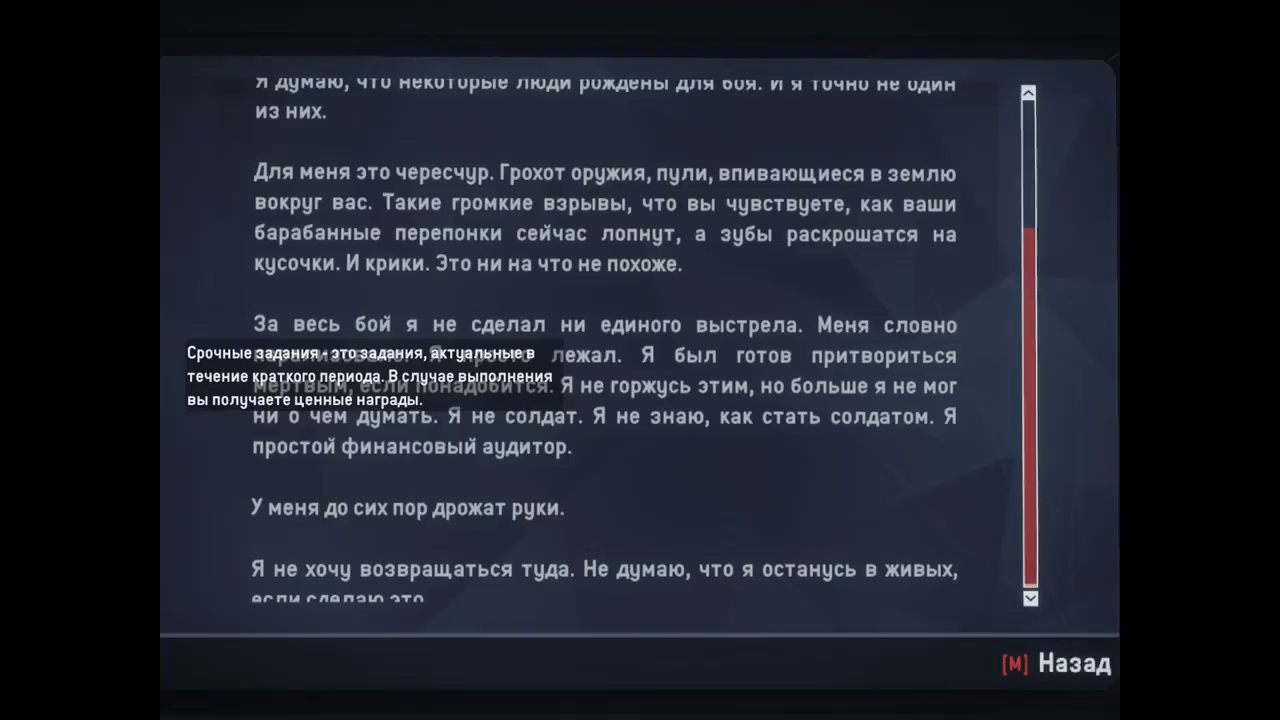 Я думаю, что некоторые люди рождены для боя. И я точно не один
из них.
Для меня это чересчур. Грохот оружия, пули, впивающиеся в землю
вокруг вас. Такие громкие взрывы, что вы чувствуете, как ваши
барабанные перепонки сейчас лопнут, а зубы раскрошатся на
кусочки. И крики. Это ни на что не похоже.
За весь бой я не сделал ни единого выстрела. Меня словно
Я просто лежал. Я был готов притвориться
мертвым, если понадобится. Я не горжусь этим, но больше я не мог
ни о чем думать. Я не солдат. Я не знаю, как стать солдатом. Я
простой финансовый аудитор.
Срочные задания - это задания, актуальные в
течение краткого периода. В случае выполнения
вы получаете ценные награды.
У меня до сих пор дрожат руки.
Я не хочу возвращаться туда. Не думаю, что я останусь в живых,
если сделаю это.
[M] Назад